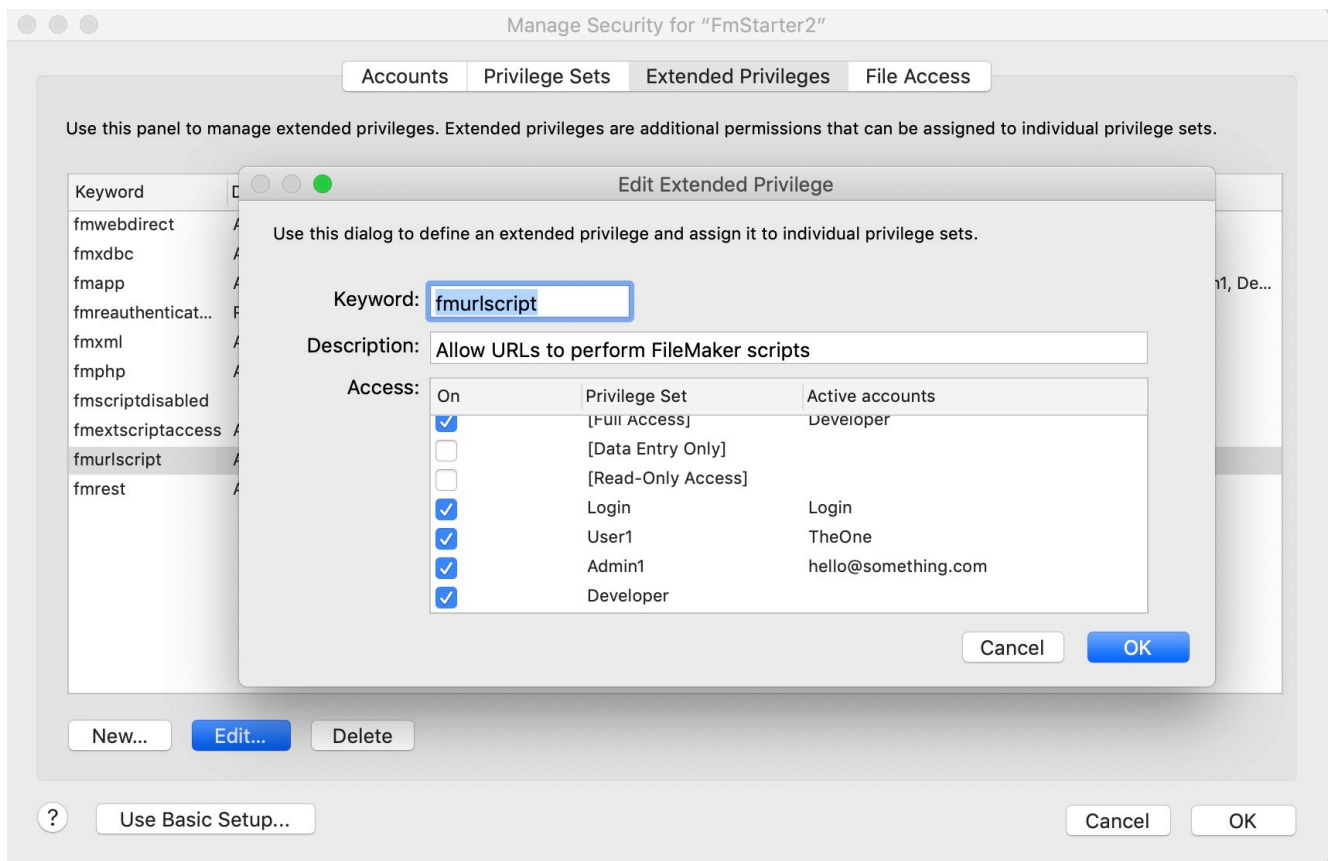 Manage Security for “FmStarter2”
Accounts Privilege Sets Extended Privileges File Access
Use this panel to manage extended privileges. Extended privileges are additional permissions that can be assigned to individual privilege sets.
Keyword
fmwebdirect
fmxdbc
fmapp
fmreauthenticat...
fmxml
fmphp
fmscriptdisabled
fmextscriptaccess
fmurlscript
fmrest
n1, De...
Edit Extended Privilege
Use this dialog to define an extended privilege and assign it to individual privilege sets.
Keyword: fmurlscript
Description: Allow URLs to perform FileMaker scripts
Access:
On Privilege Set Active accounts
[Full Access] Developer
[Data Entry Only]
[Read-Only Access]
Login Login
User1 TheOne
Admin1 hello@something.com
Developer
Cancel OK
New... Edit... Delete
? Use Basic Setup... Cancel OK